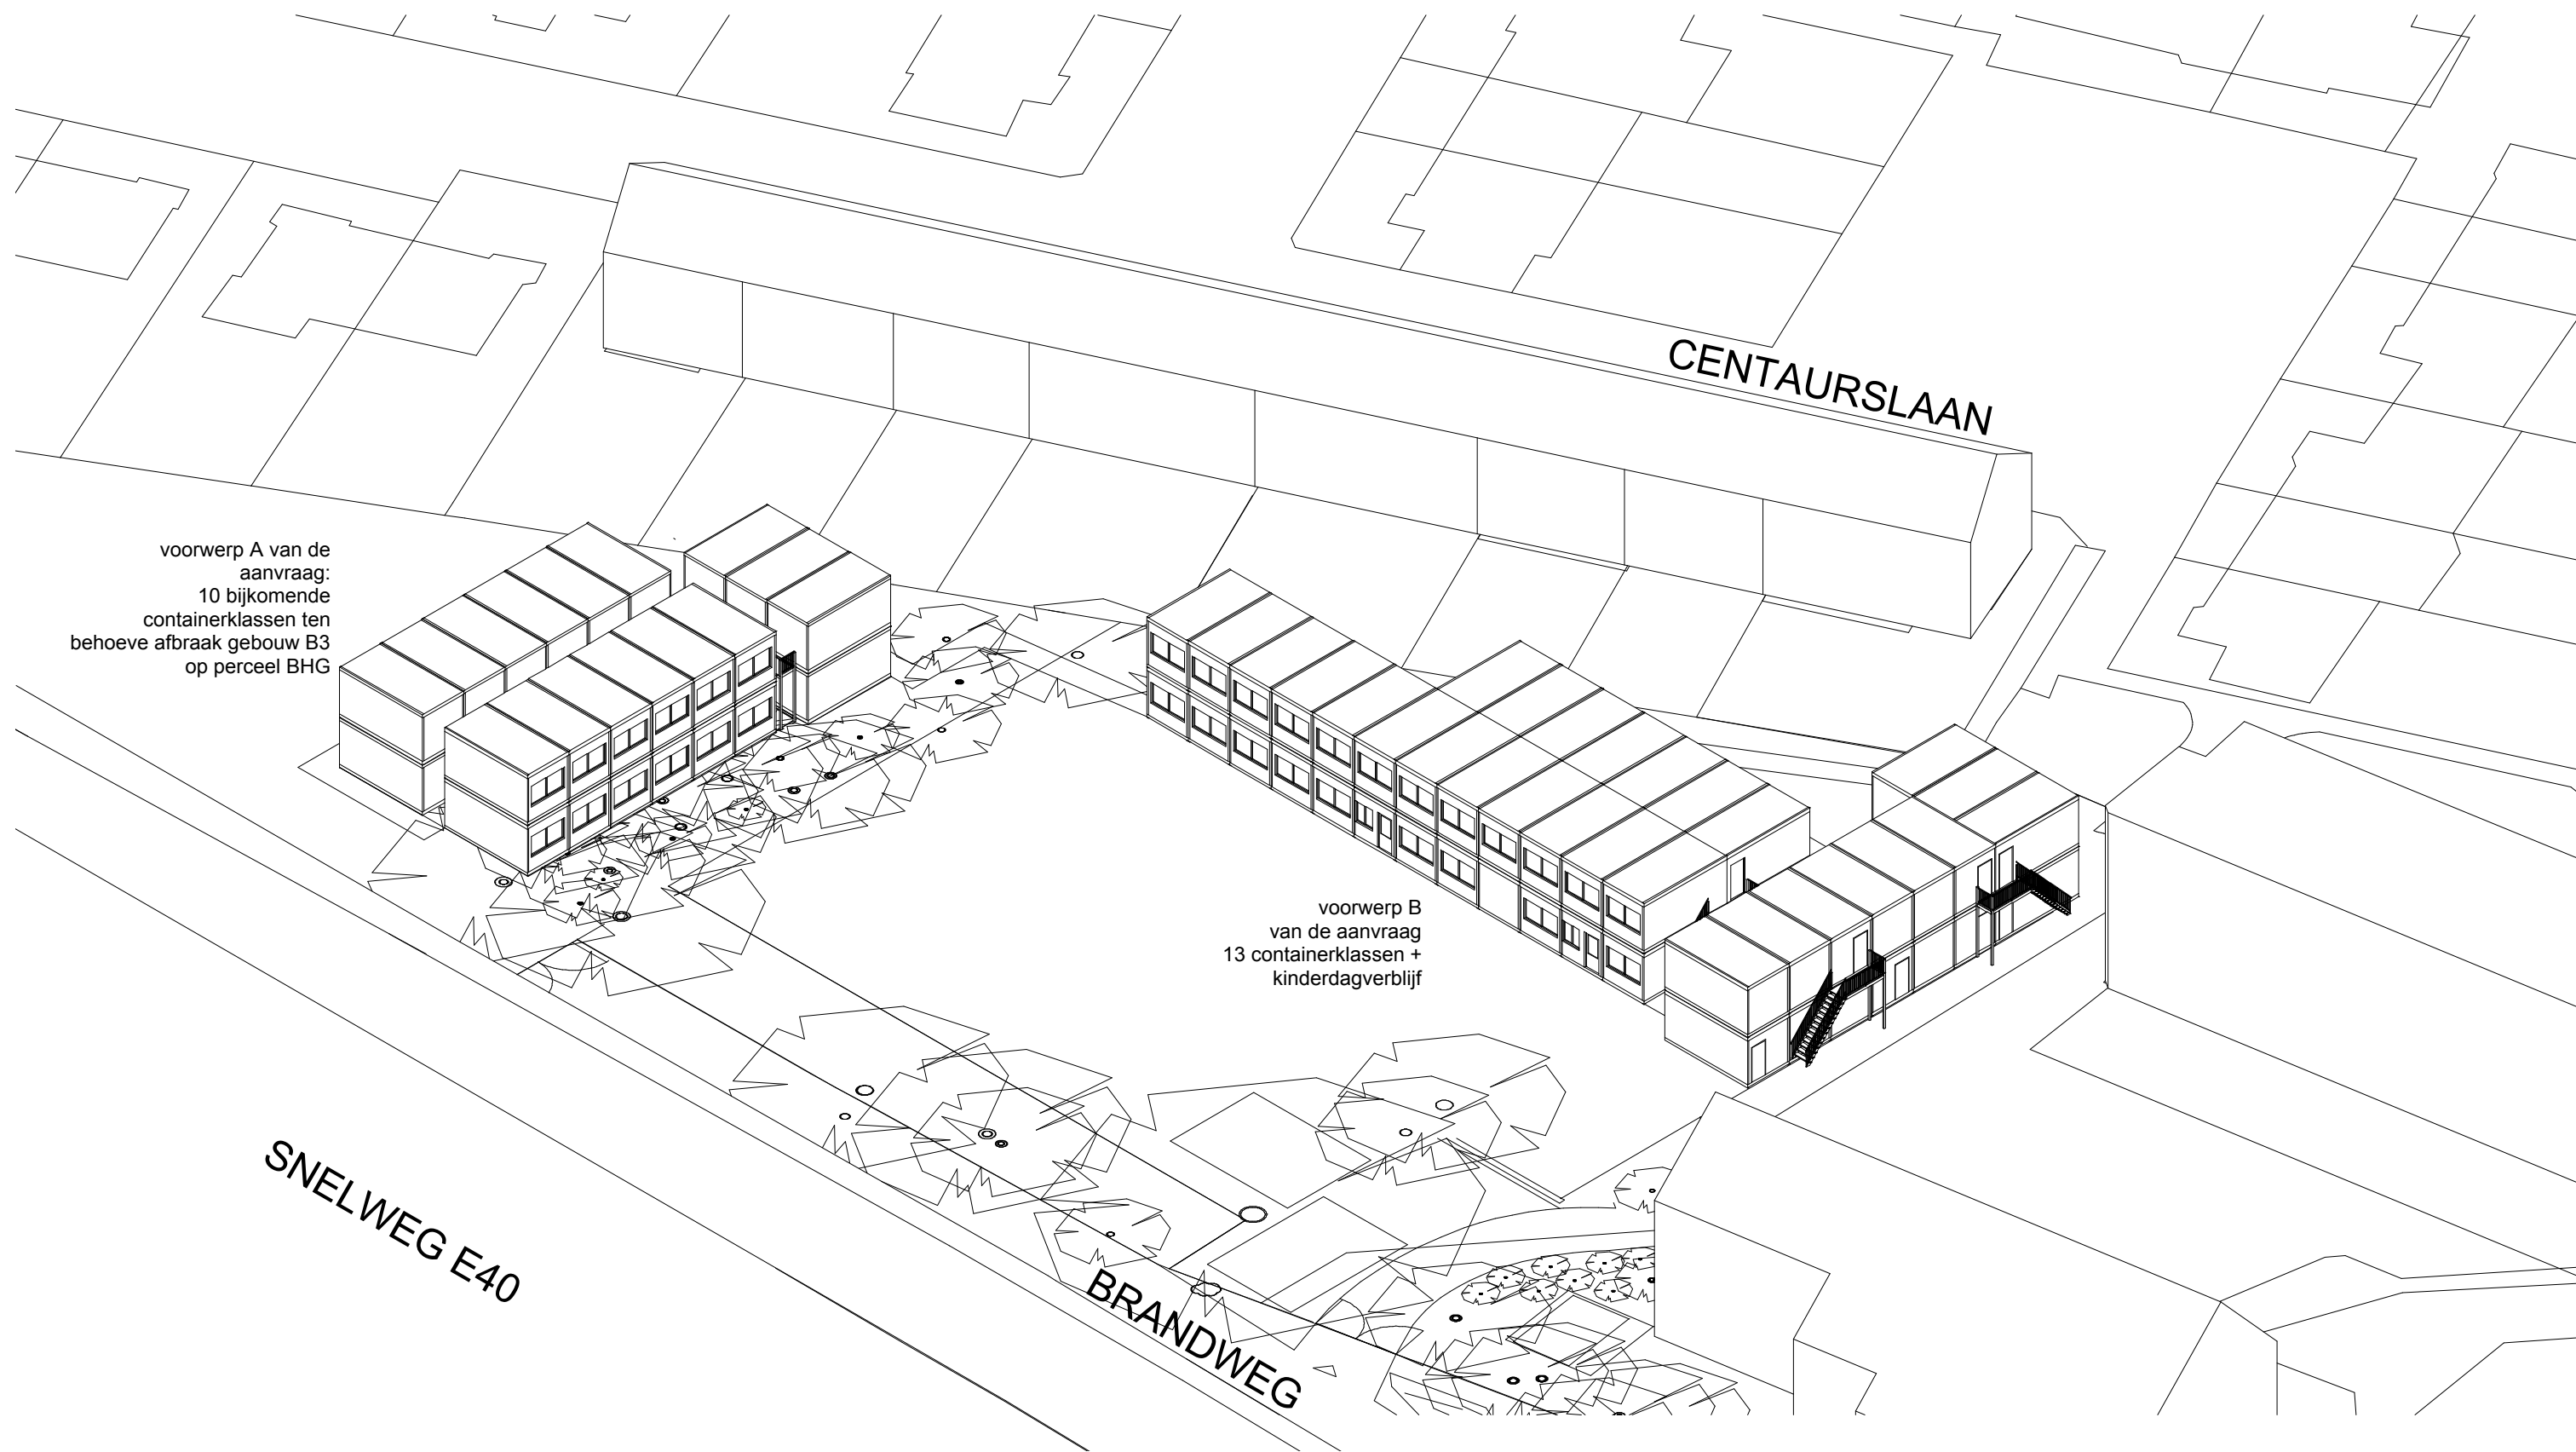 CENTAURSLAAN
voorwerp A van de
aanvraag:
10 bijkomende
containerklassen ten
behoeve afbraak gebouw B3
op perceel BHG
voorwerp B
van de aanvraag
13 containerklassen +
kinderdagverblijf
SNELWEG E40
BRANDWEG